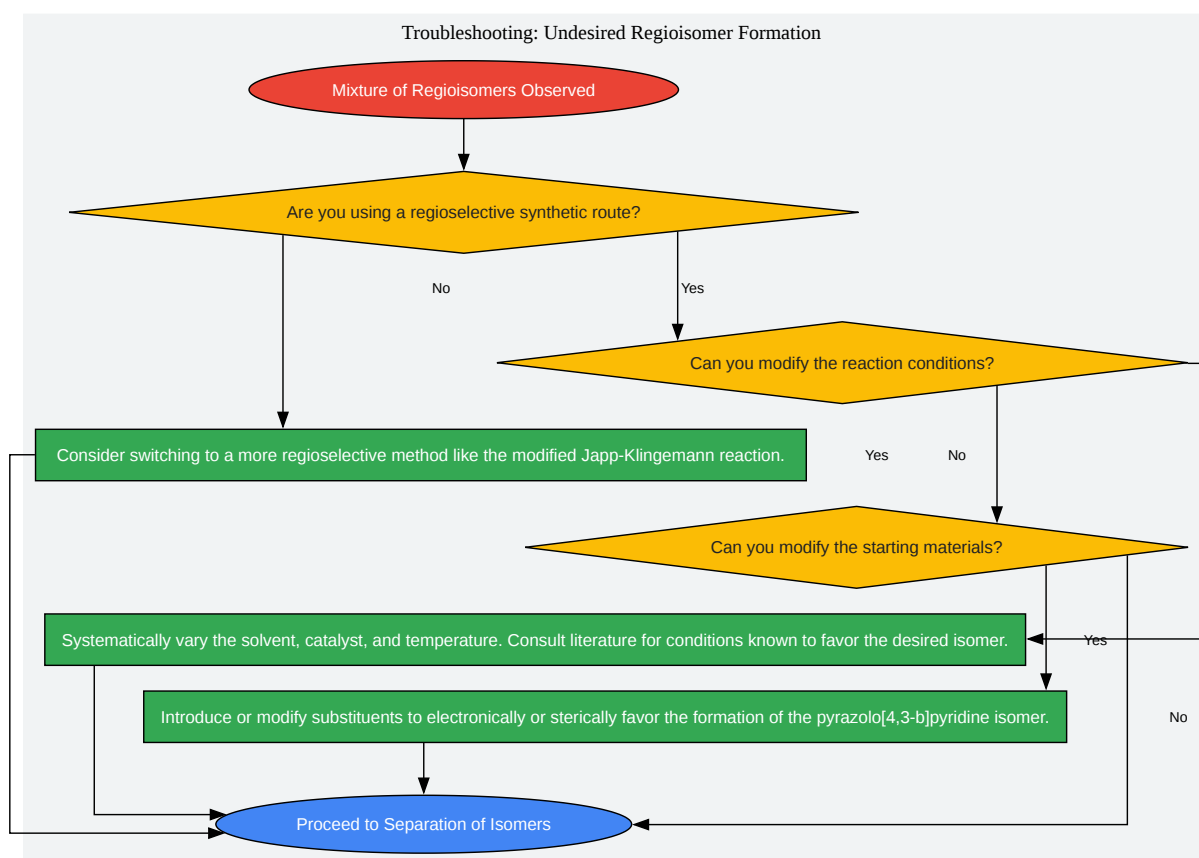 Troubleshooting: Undesired Regioisomer Formation
Mixture of Regioisomers Observed
Are you using a regioselective synthetic route?
No
Yes
Can you modify the reaction conditions?
Consider switching to a more regioselective method like the modified Japp-Klingemann reaction.
Yes
No
Can you modify the starting materials?
Systematically vary the solvent, catalyst, and temperature. Consult literature for conditions known to favor the desired isomer.
Yes
Introduce or modify substituents to electronically or sterically favor the formation of the pyrazolo[4,3-b]pyridine isomer.
No
Proceed to Separation of Isomers